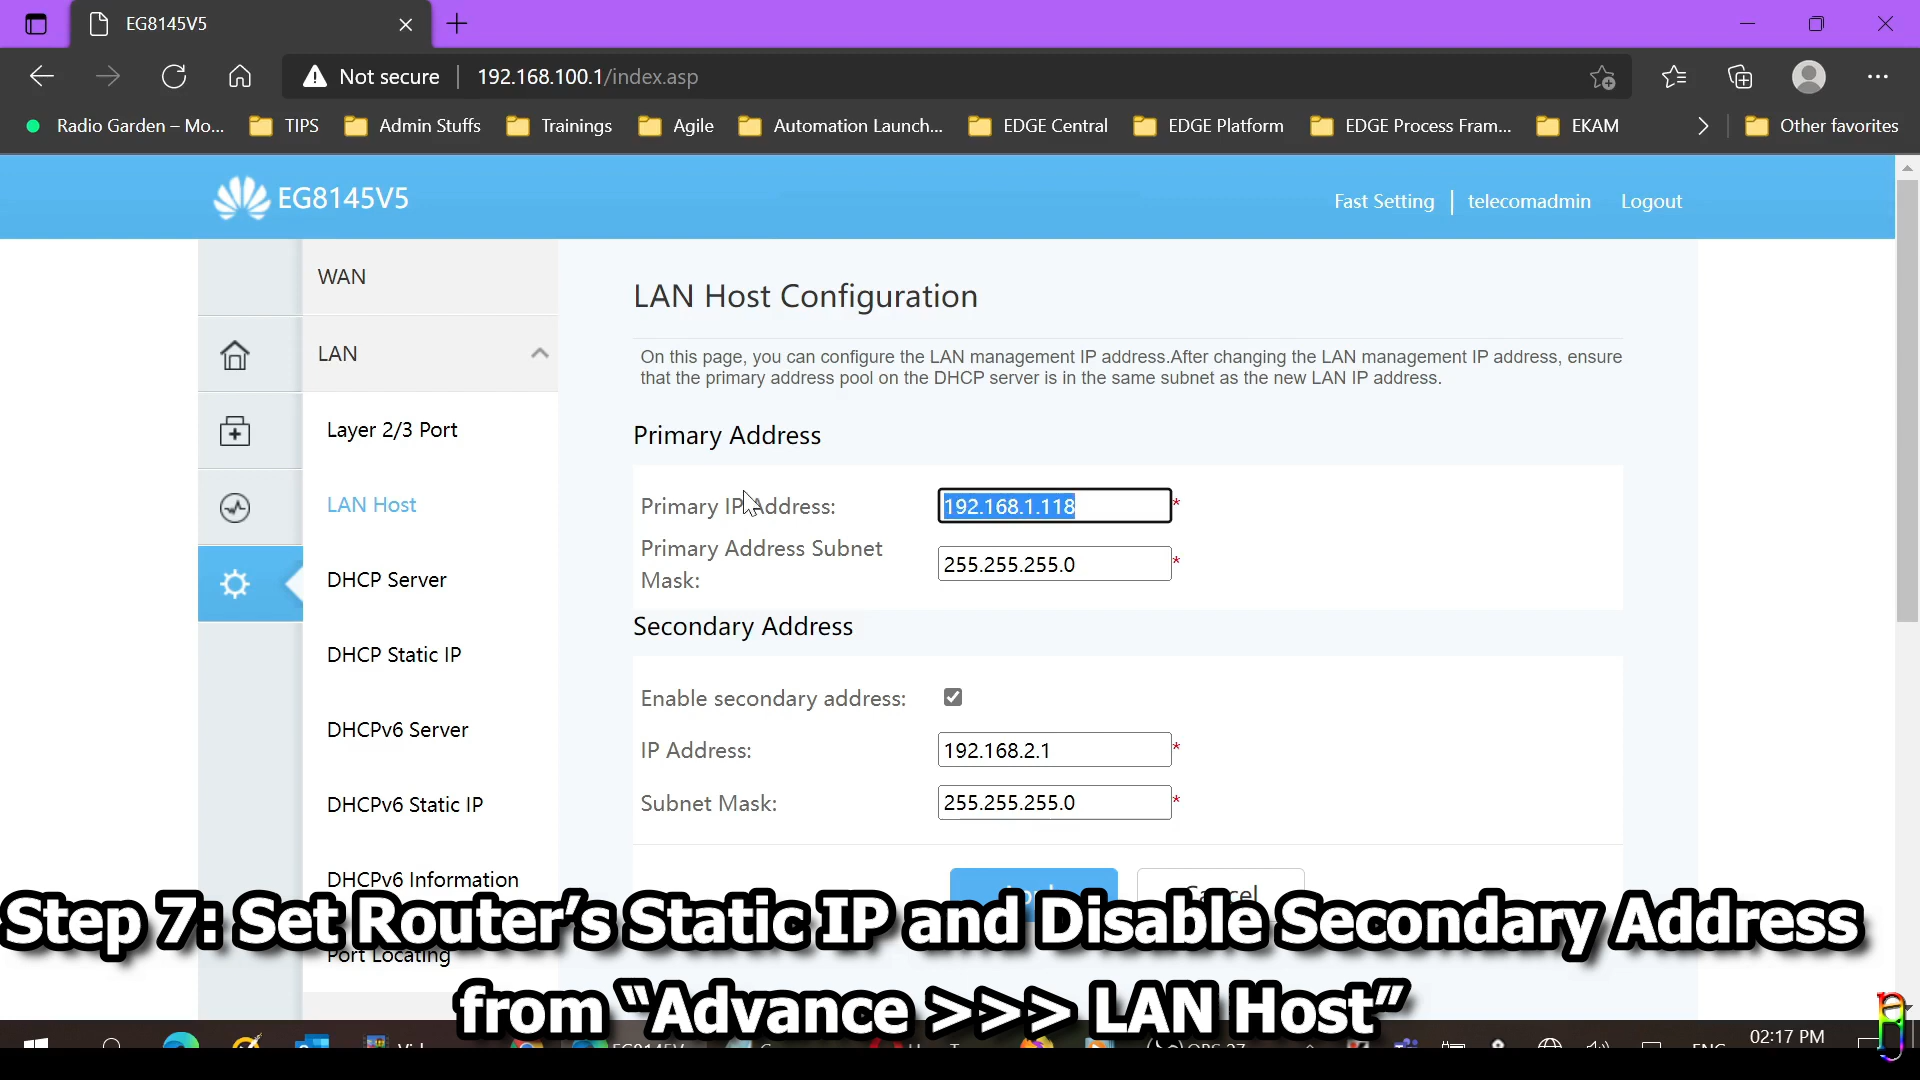 EG8145V5
Not secure
192.168.100.1/index.asp
Radio Garden – Mo...
TIPS
Admin Stuffs
Trainings
Agile
Automation Launch...
EDGE Central
EDGE Platform
EDGE Process Fram...
EKAM
Other favorites
EG8145V5
Fast Setting
telecomadmin
Logout
WAN
LAN
Layer 2/3 Port
LAN Host
DHCP Server
DHCP Static IP
DHCPv6 Server
DHCPv6 Static IP
DHCPv6 Information
Port Locating
LAN Host Configuration
On this page, you can configure the LAN management IP address.After changing the LAN management IP address, ensure
that the primary address pool on the DHCP server is in the same subnet as the new LAN IP address.
Primary Address
Primary IP Address: 192.168.1.118 *
Primary Address Subnet
Mask: 255.255.255.0 *
Secondary Address
Enable secondary address:
IP Address: 192.168.2.1 *
Subnet Mask: 255.255.255.0 *
Cancel
Step 7: Set Router’s Static IP and Disable Secondary Address
from “Advance >>> LAN Host”
02:17 PM